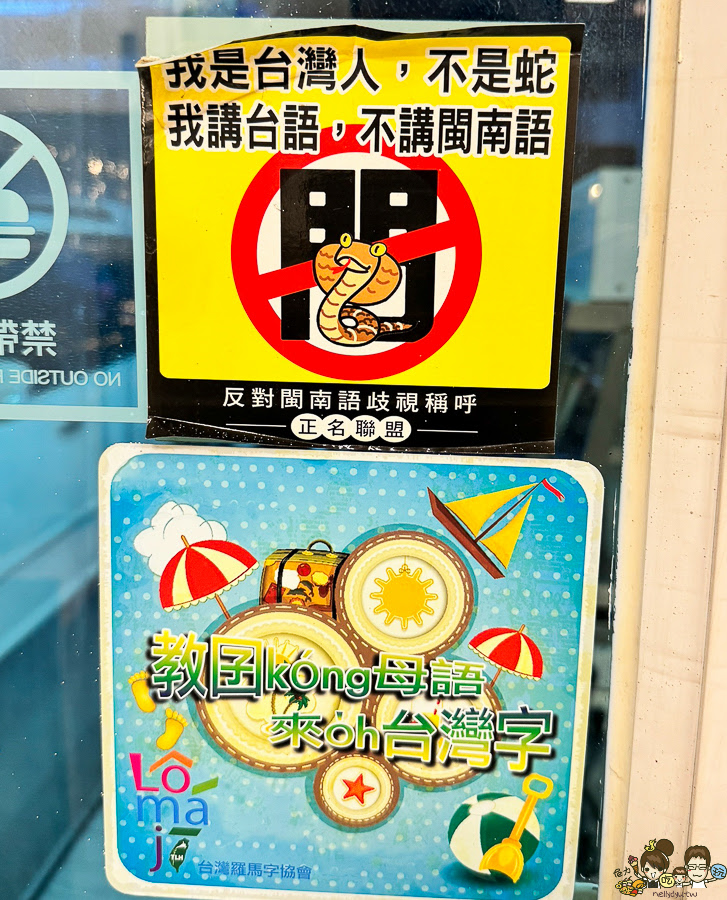 我是台灣人，不是蛇
我講台語，不講閩南語
閩
反對閩南語歧視稱呼
正名聯盟
禁帶
NO OUTSIDE
教囝kóng母語
來o̍h台灣字
Lô
má
jī
TLH
台灣羅馬字協會
nellydyu.tw